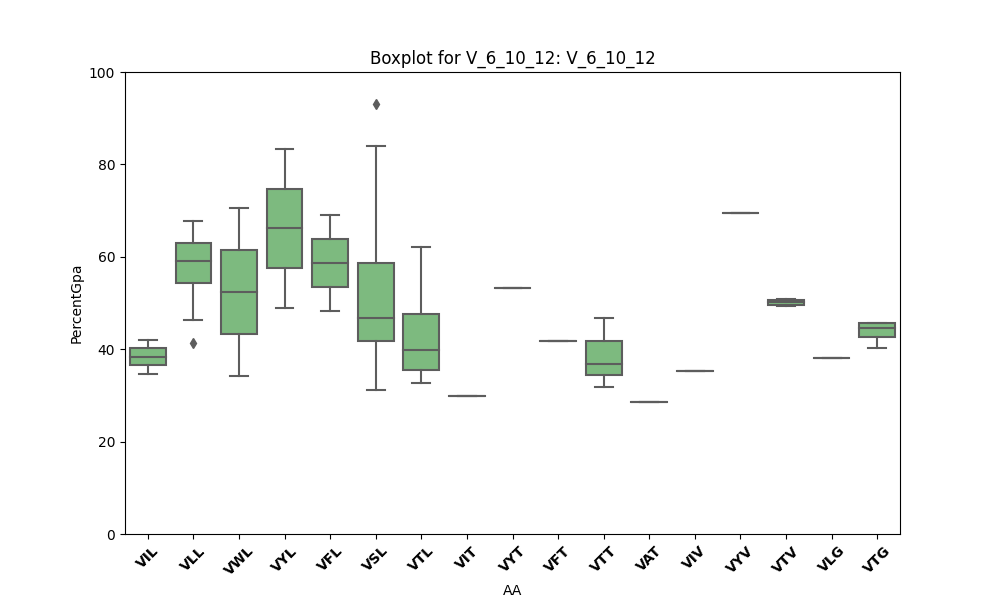 Boxplot for V_6_10_12: V_6_10_12
100
80
60
40
20
0
PercentGpa
VIL VLL VWL VYL VFL VSL VTL VIT VYT VFT VTT VAT VIV VYV VTV VLG VTG
AA